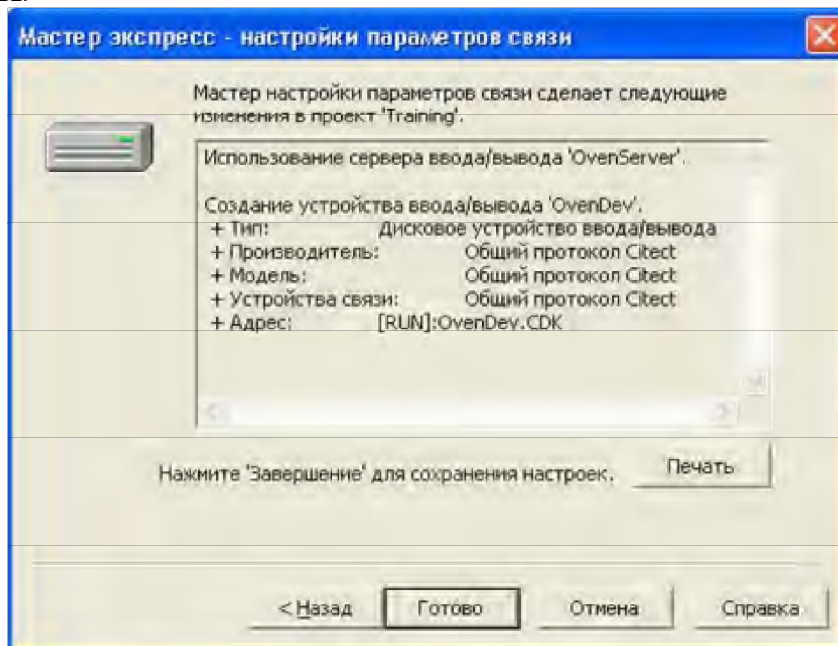 Мастер экспресс - настройки параметров связи
Мастер настройки параметров связи сделает следующие
изменения в проект 'Training'.
Использование сервера ввода/вывода 'OvenServer'.
Создание устройства ввода/вывода 'OvenDev'.
+ Тип: Дисковое устройство ввода/вывода
+ Производитель: Общий протокол Citect
+ Модель: Общий протокол Citect
+ Устройства связи: Общий протокол Citect
+ Адрес: [RUN]:OvenDev.CDK
Нажмите 'Завершение' для сохранения настроек.
Печать
< Назад
Готово
Отмена
Справка